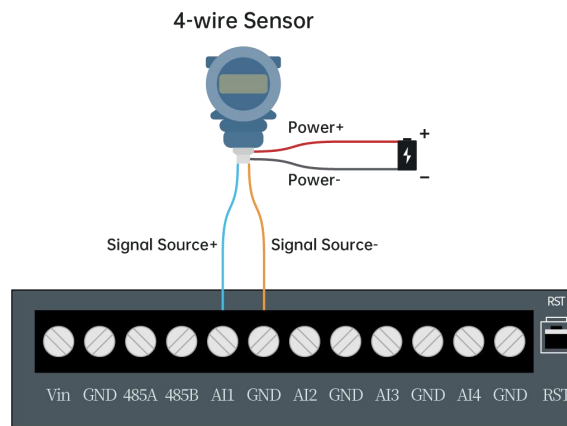 4-wire Sensor
Power+
+
Power-
−
Signal Source+
Signal Source-
RST
Vin GND 485A 485B AI1 GND AI2 GND AI3 GND AI4 GND RST